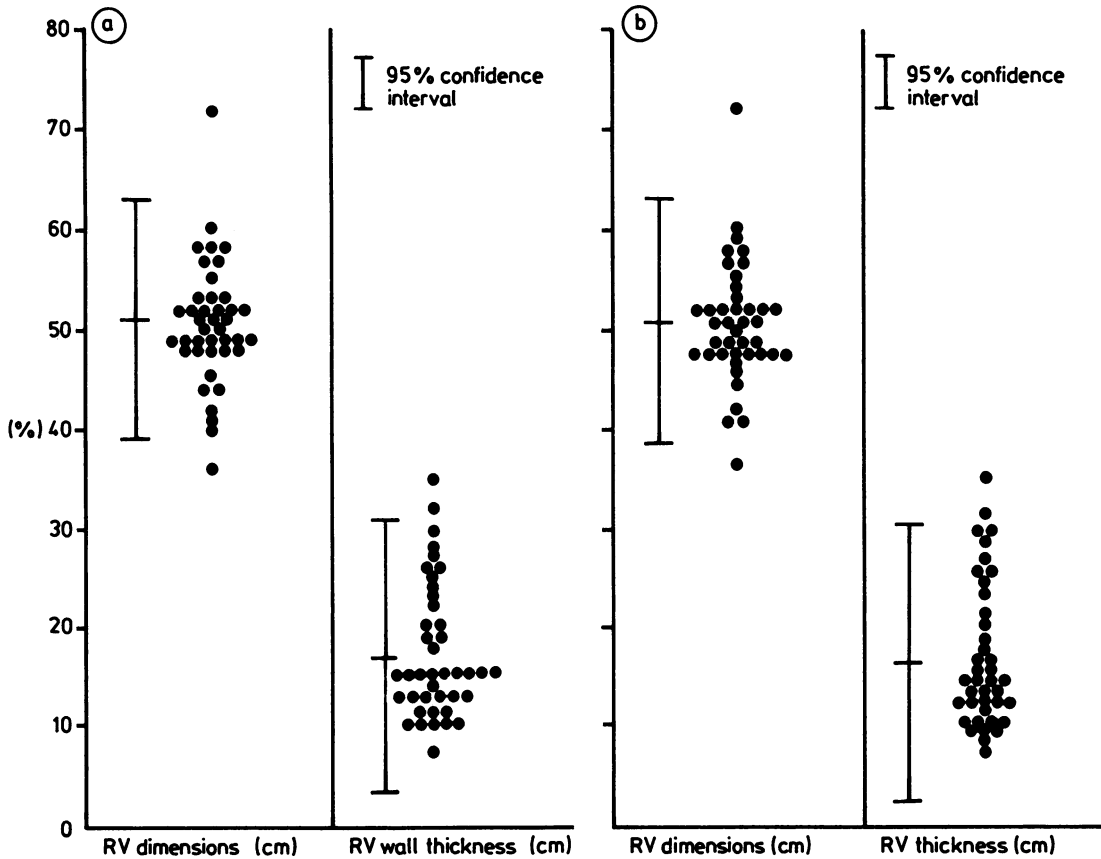 a
b
80
70
60
50
(%) 40
30
20
10
0
95% confidence
interval
95% confidence
interval
RV dimensions (cm)
RV wall thickness (cm)
RV dimensions (cm)
RV thickness (cm)